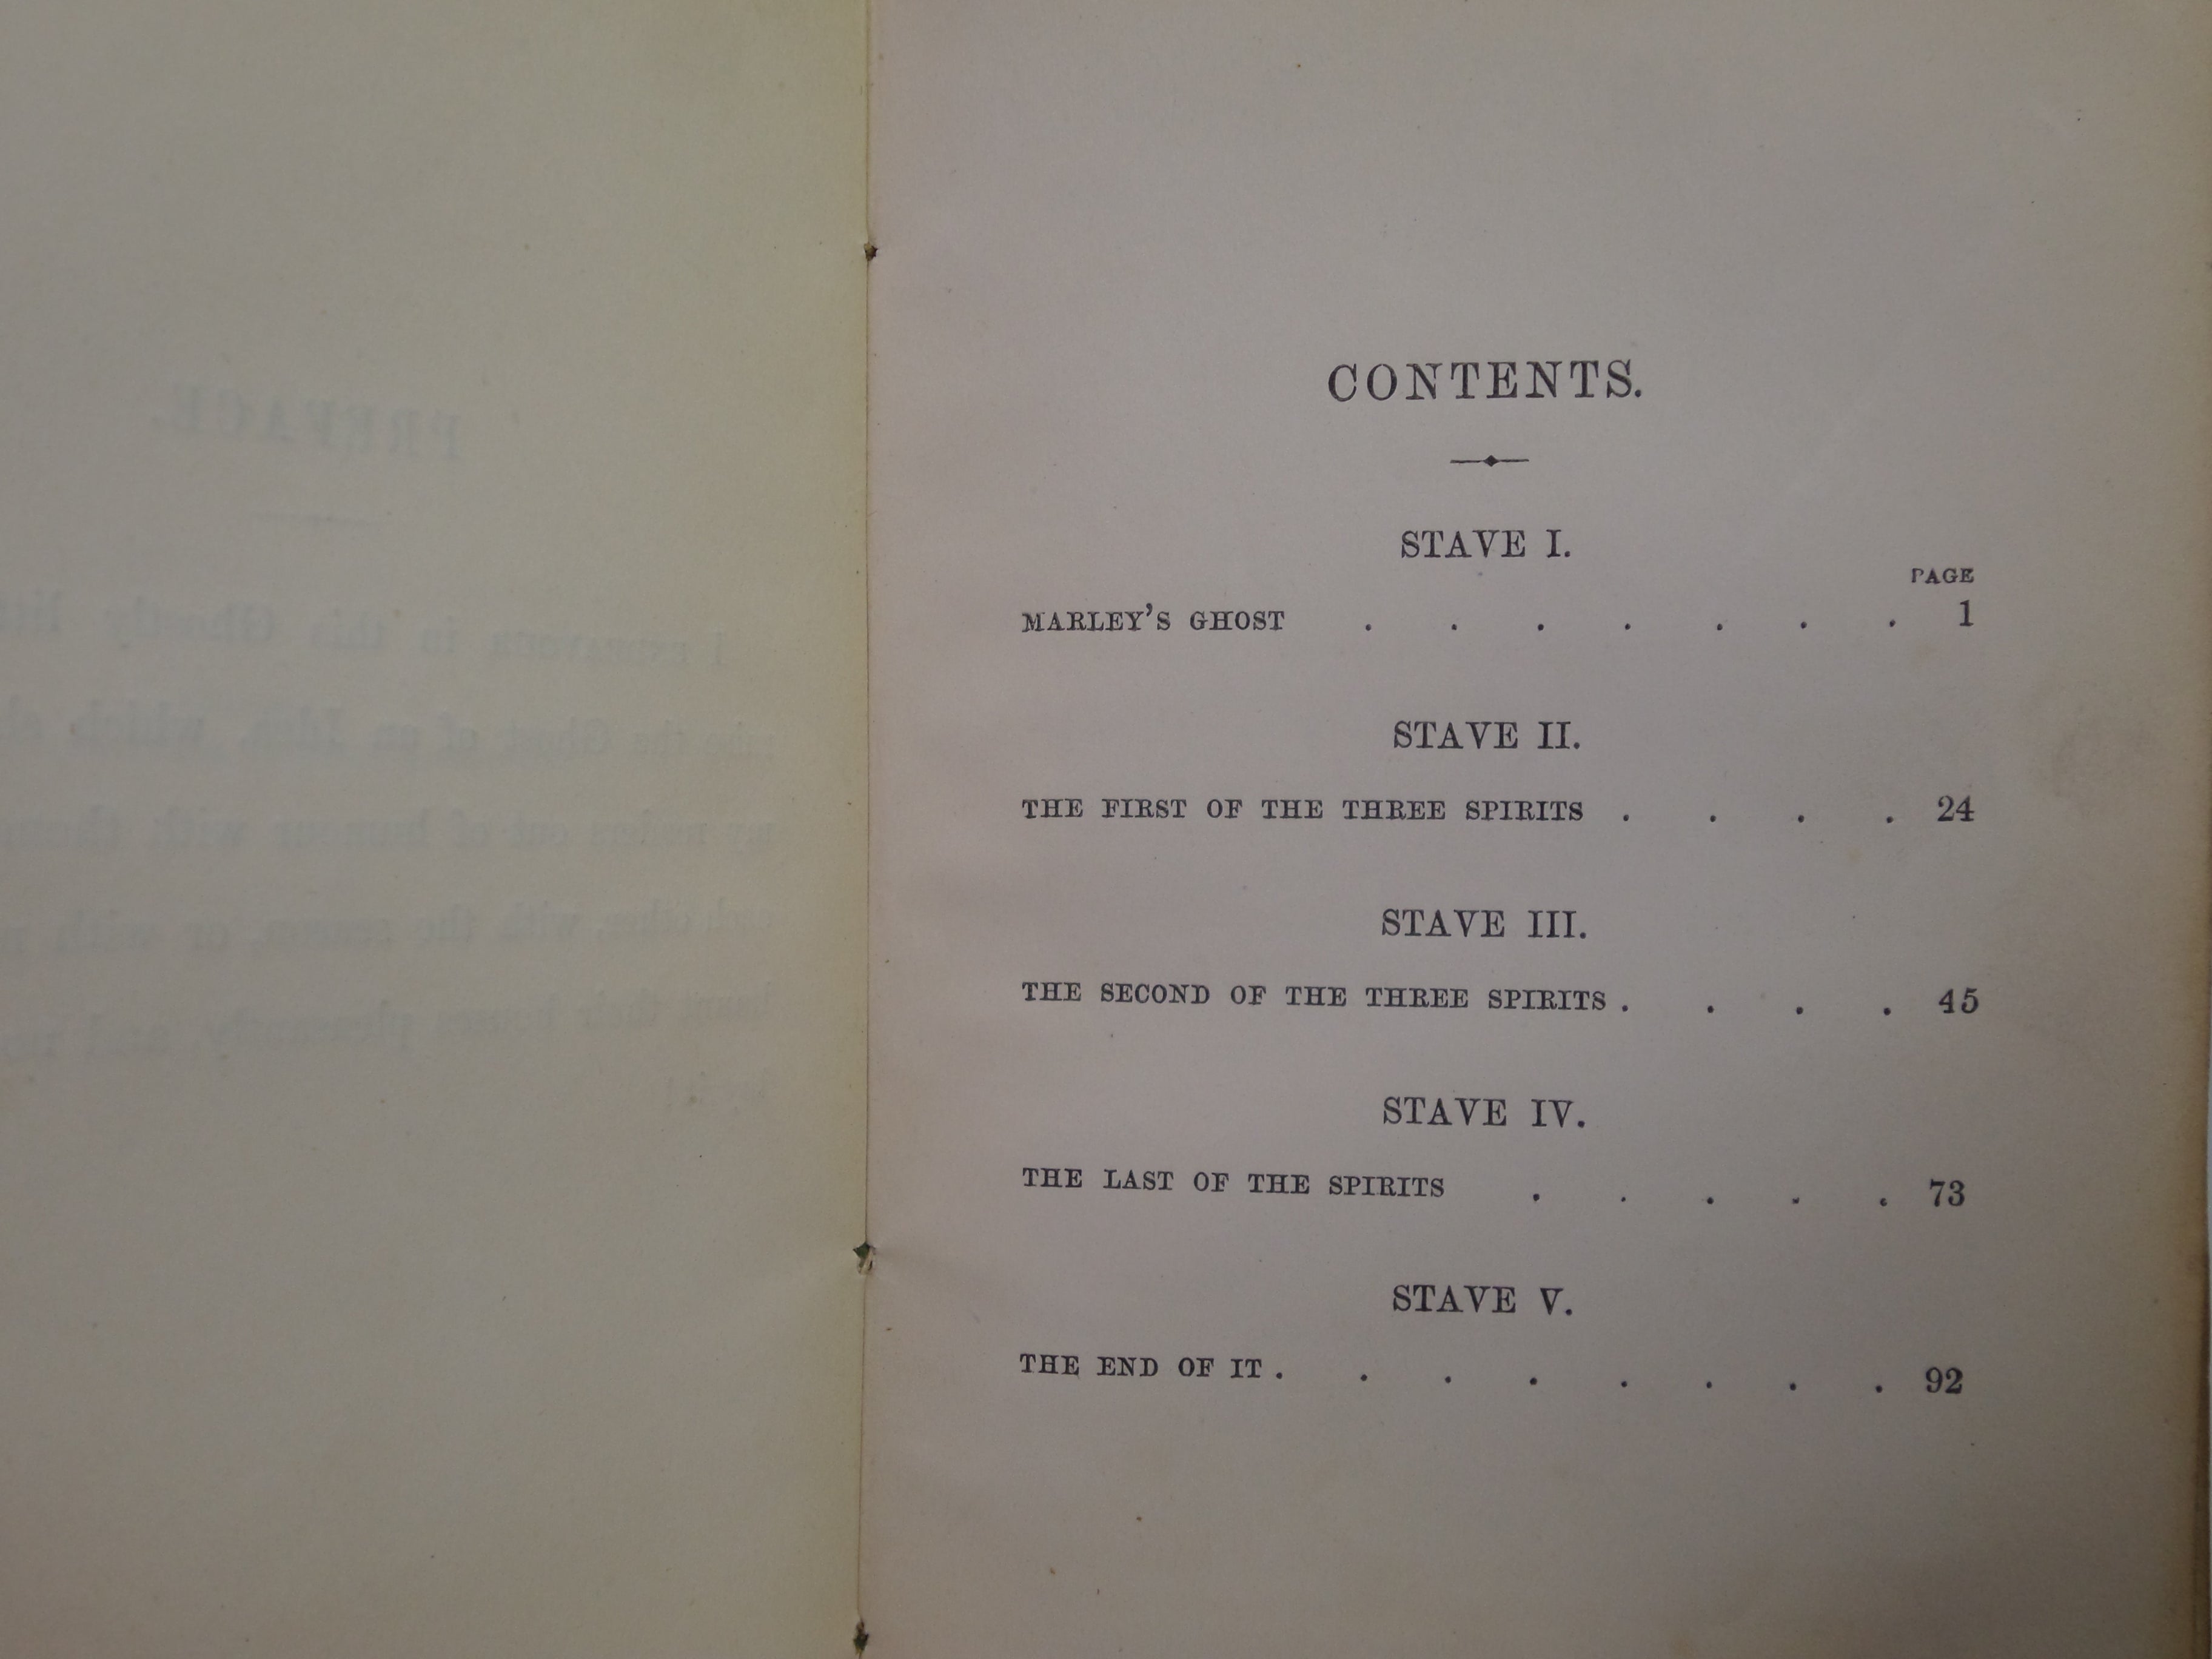 CONTENTS.
STAVE I.
PAGE
MARLEY'S GHOST . . . . . . . 1
STAVE II.
THE FIRST OF THE THREE SPIRITS . . . . 24
STAVE III.
THE SECOND OF THE THREE SPIRITS . . . . 45
STAVE IV.
THE LAST OF THE SPIRITS . . . . . 73
STAVE V.
THE END OF IT . . . . . . . . 92